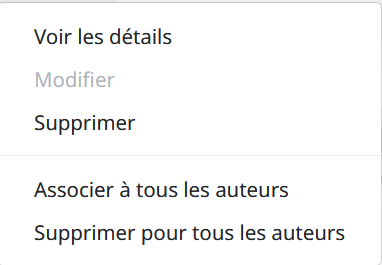 Voir les détails
Modifier
Supprimer
Associer à tous les auteurs
Supprimer pour tous les auteurs